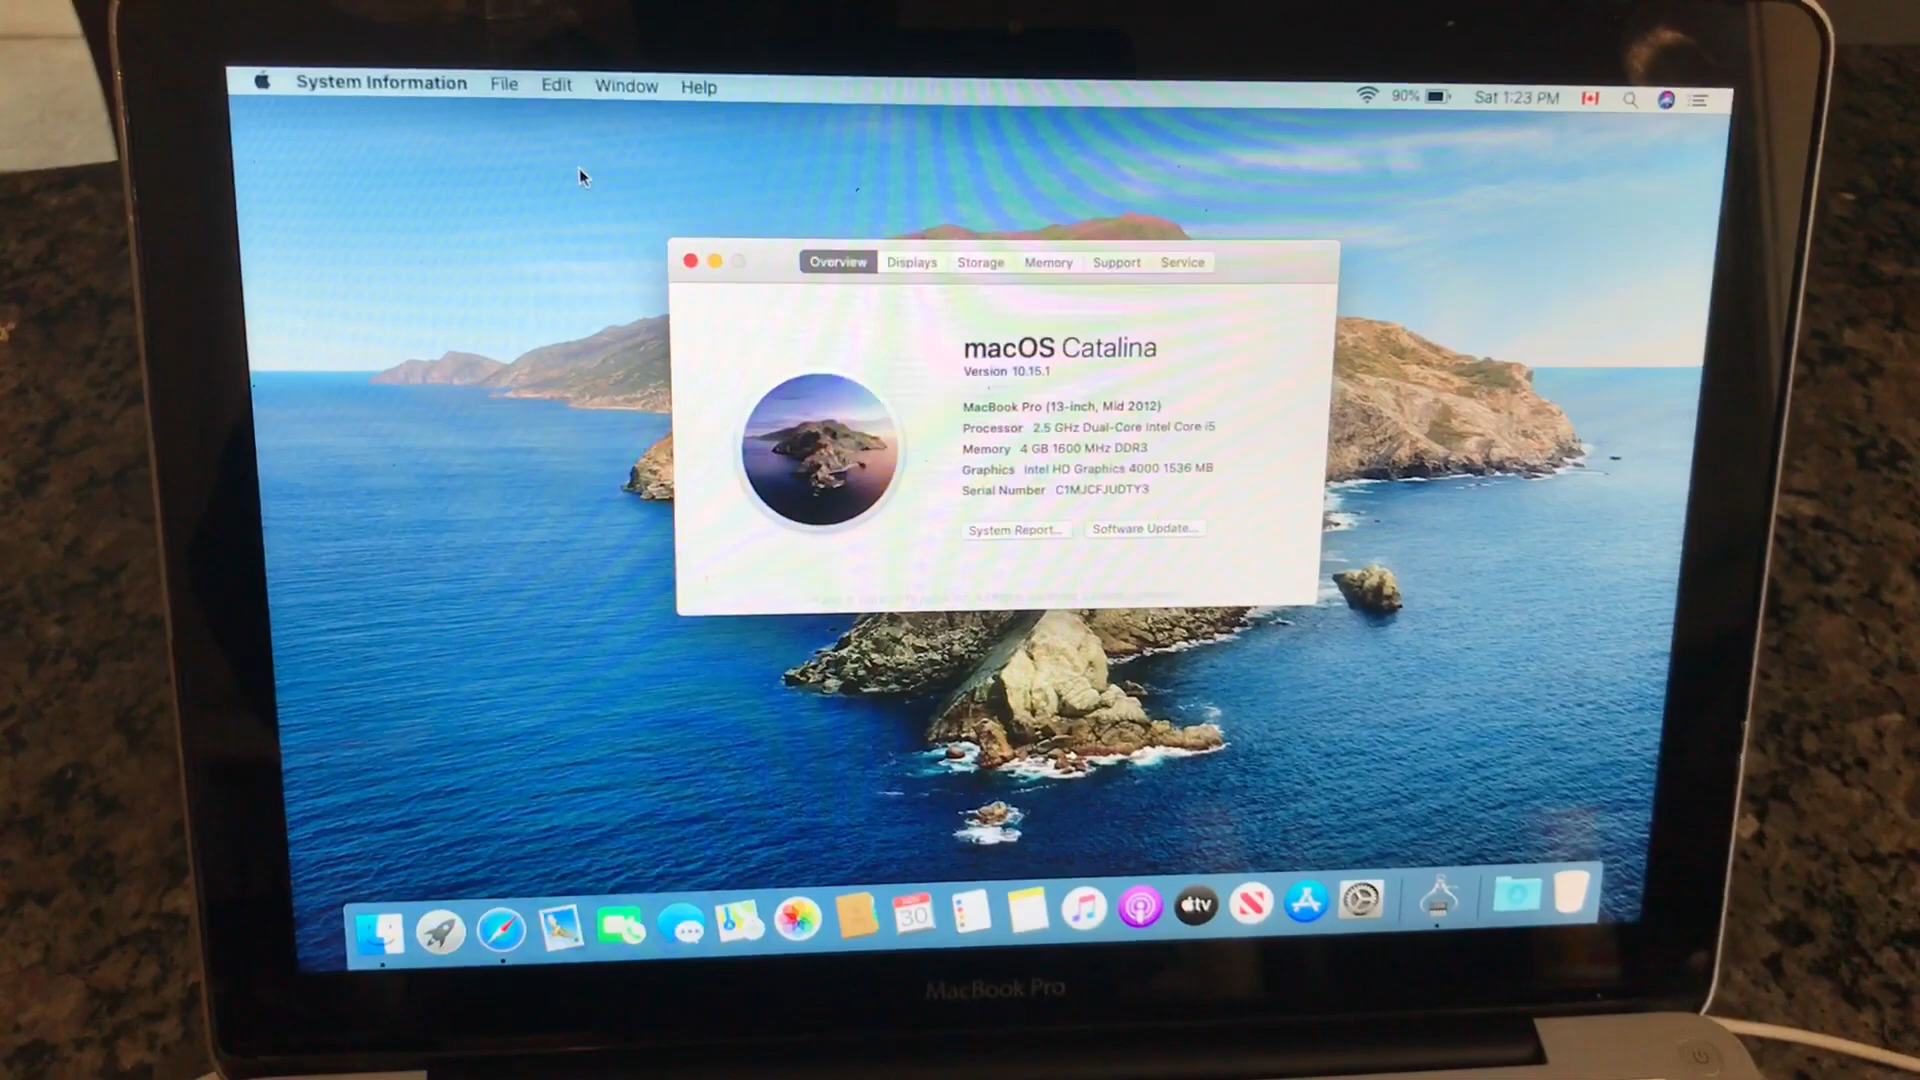 System Information File Edit Window Help
90% Sat 1:23 PM
Overview Displays Storage Memory Support Service
macOS Catalina
Version 10.15.1
MacBook Pro (13-inch, Mid 2012)
Processor 2.5 GHz Dual-Core Intel Core i5
Memory 4 GB 1600 MHz DDR3
Graphics Intel HD Graphics 4000 1536 MB
Serial Number C1MJCFJUDTY3
System Report... Software Update...
NOV
30
tv
MacBook Pro